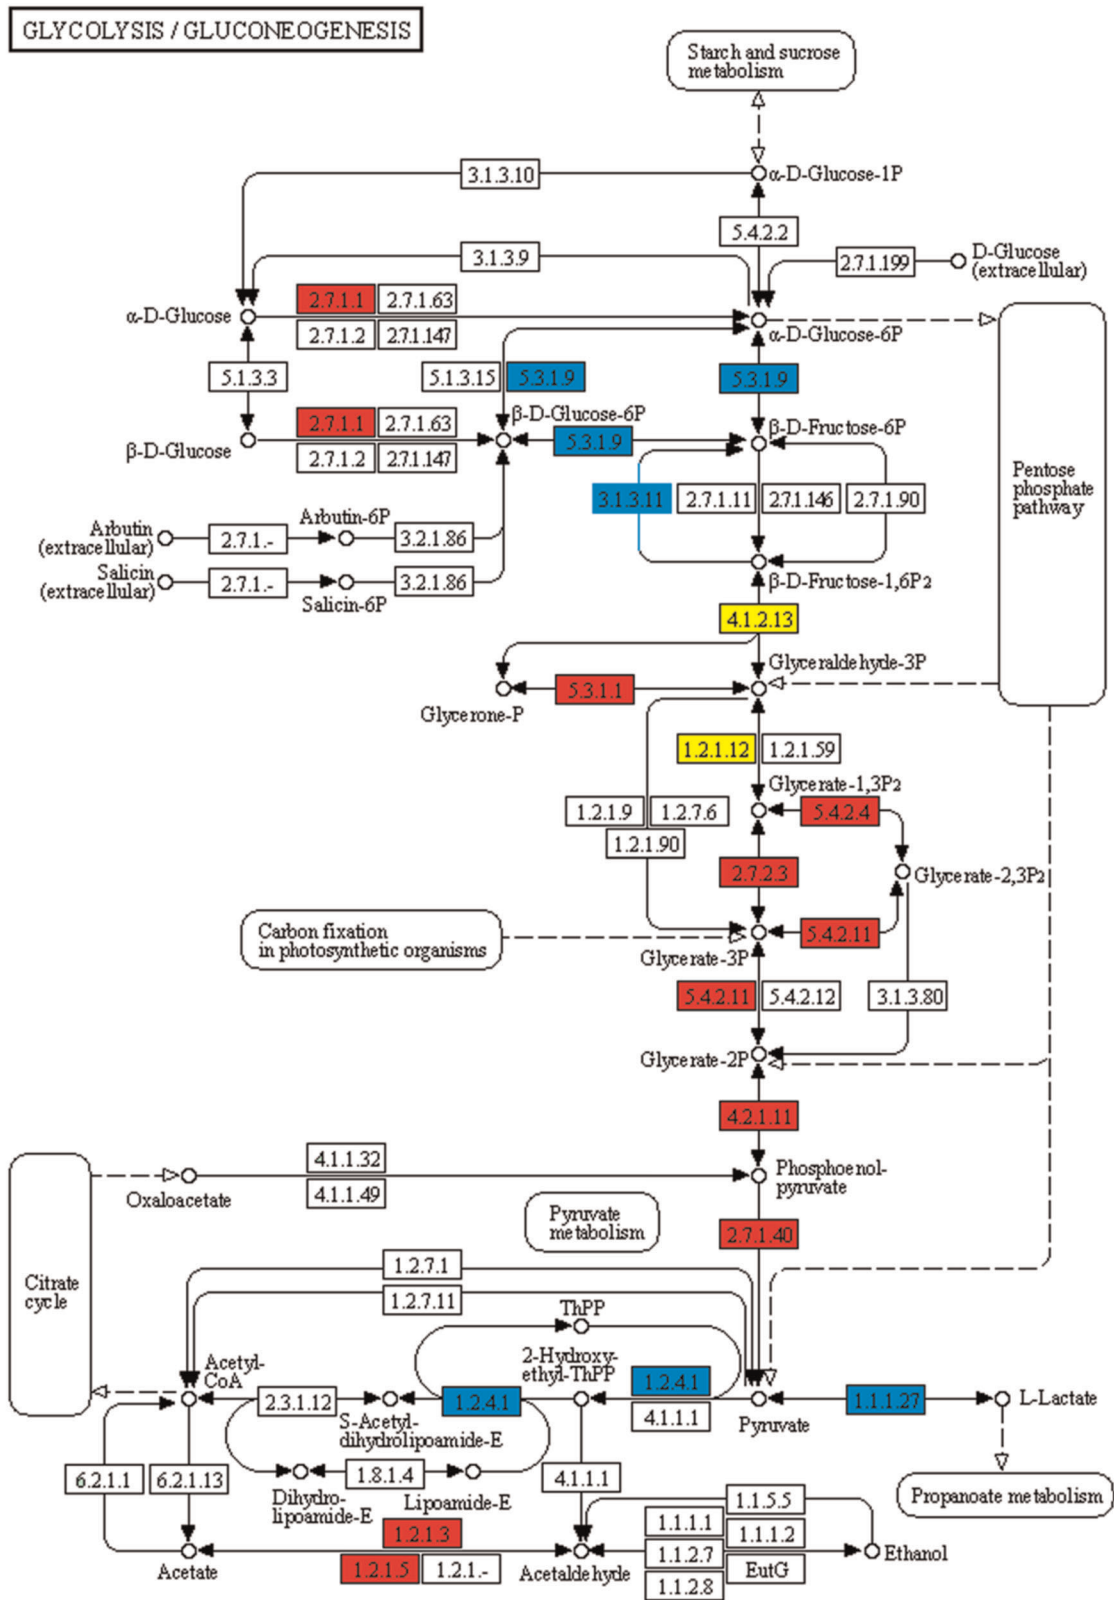 GLYCOLYSIS / GLUCONEOGENESIS
Starch and sucrose
metabolism
3.1.3.10
α-D-Glucose-1P
5.4.2.2
3.1.3.9
2.7.1.199
D-Glucose
(extracellular)
2.7.1.1
2.7.1.63
α-D-Glucose
2.7.1.2
2.7.1.147
α-D-Glucose-6P
5.1.3.3
5.1.3.15
5.3.1.9
5.3.1.9
2.7.1.1
2.7.1.63
β-D-Glucose-6P
β-D-Fructose-6P
β-D-Glucose
2.7.1.2
2.7.1.147
5.3.1.9
Pentose
phosphate
pathway
3.1.3.11
2.7.1.11
2.7.1.146
2.7.1.90
Arbutin
(extracellular)
2.7.1.-
Arbutin-6P
3.2.1.86
Salicin
(extracellular)
2.7.1.-
Salicin-6P
3.2.1.86
β-D-Fructose-1,6P2
4.1.2.13
Glyceraldehyde-3P
5.3.1.1
Glycerone-P
1.2.1.12
1.2.1.59
Glycerate-1,3P2
1.2.1.9
1.2.7.6
5.4.2.4
1.2.1.90
2.7.2.3
Glycerate-2,3P2
Carbon fixation
in photosynthetic organisms
5.4.2.11
Glycerate-3P
5.4.2.11
5.4.2.12
3.1.3.80
Glycerate-2P
4.2.1.11
4.1.1.32
Oxaloacetate
4.1.1.49
Phosphoenol-
pyruvate
Pyruvate
metabolism
2.7.1.40
Citrate
cycle
1.2.7.1
1.2.7.11
ThPP
Acetyl-
CoA
2-Hydroxy-
ethyl-ThPP
1.2.4.1
2.3.1.12
1.2.4.1
4.1.1.1
Pyruvate
1.1.1.27
L-Lactate
S-Acetyl-
dihydrolipoamide-E
6.2.1.1
6.2.1.13
1.8.1.4
4.1.1.1
Dihydro-
lipoamide-E
Lipoamide-E
Propanoate metabolism
1.1.5.5
1.2.1.3
1.1.1.1
1.1.1.2
Acetate
1.2.1.5
1.2.1.-
Acetaldehyde
1.1.2.7
EutG
1.1.2.8
Ethanol